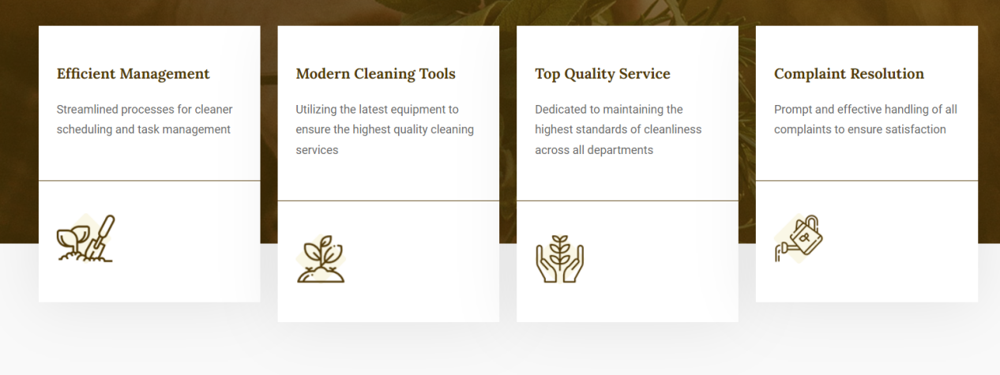 Efficient Management
Streamlined processes for cleaner
scheduling and task management
Modern Cleaning Tools
Utilizing the latest equipment to
ensure the highest quality cleaning
services
Top Quality Service
Dedicated to maintaining the
highest standards of cleanliness
across all departments
Complaint Resolution
Prompt and effective handling of all
complaints to ensure satisfaction